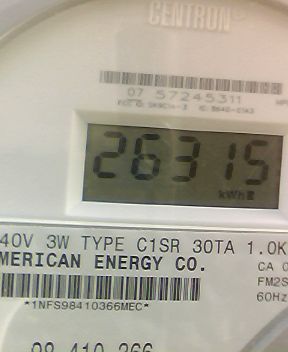 CENTRON
07 57245311
26315
kWh
40V 3W TYPE C1SR 30TA 1.0K
MERICAN ENERGY CO.
CA 0
FM2S
60Hz
*1NFS98410366MEC*
98 410 366